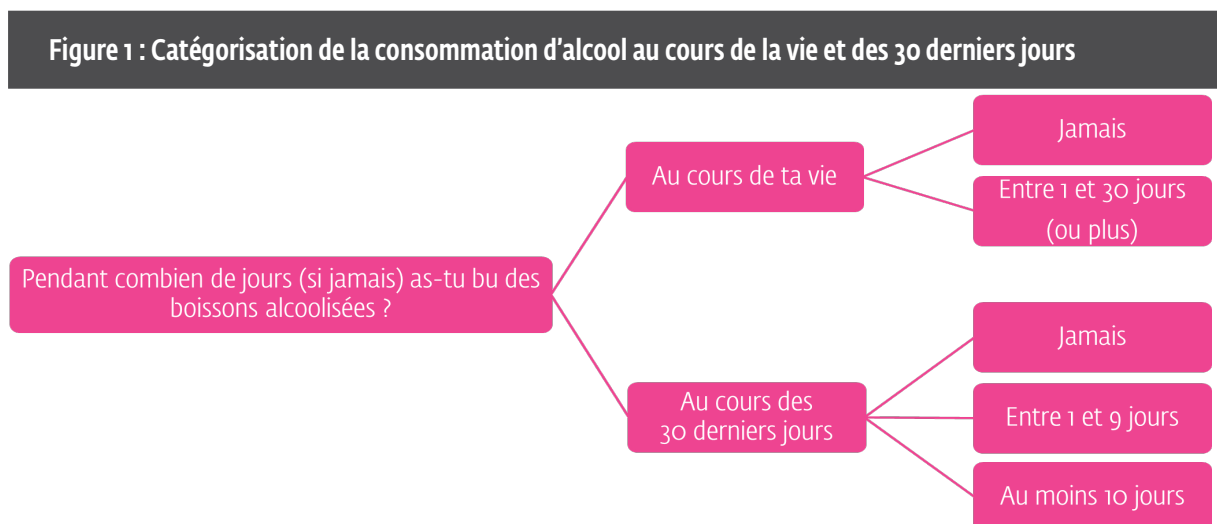 Figure 1 : Catégorisation de la consommation d'alcool au cours de la vie et des 30 derniers jours
Pendant combien de jours (si jamais) as-tu bu des
boissons alcoolisées ?
Au cours de ta vie
Jamais
Entre 1 et 30 jours
(ou plus)
Au cours des
30 derniers jours
Jamais
Entre 1 et 9 jours
Au moins 10 jours